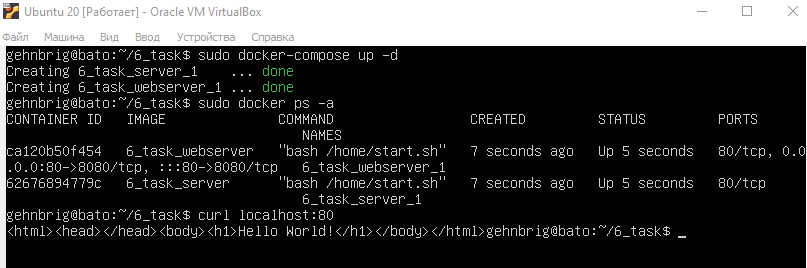 Ubuntu 20 [Работает] - Oracle VM VirtualBox
Файл Машина Вид Ввод Устройства Справка
gehnbrig@bato:~/6_task$ sudo docker-compose up -d
Creating 6_task_server_1    ... done
Creating 6_task_webserver_1 ... done
gehnbrig@bato:~/6_task$ sudo docker ps -a
CONTAINER ID   IMAGE              COMMAND                 CREATED         STATUS         PORTS
NAMES
ca120b50f454   6_task_webserver   "bash /home/start.sh"   7 seconds ago   Up 5 seconds   80/tcp, 0.0
.0.0:80->8080/tcp, :::80->8080/tcp   6_task_webserver_1
62676894779c   6_task_server      "bash /home/start.sh"   7 seconds ago   Up 5 seconds   80/tcp
6_task_server_1
gehnbrig@bato:~/6_task$ curl localhost:80
<html><head></head><body><h1>Hello World!</h1></body></html>gehnbrig@bato:~/6_task$ _